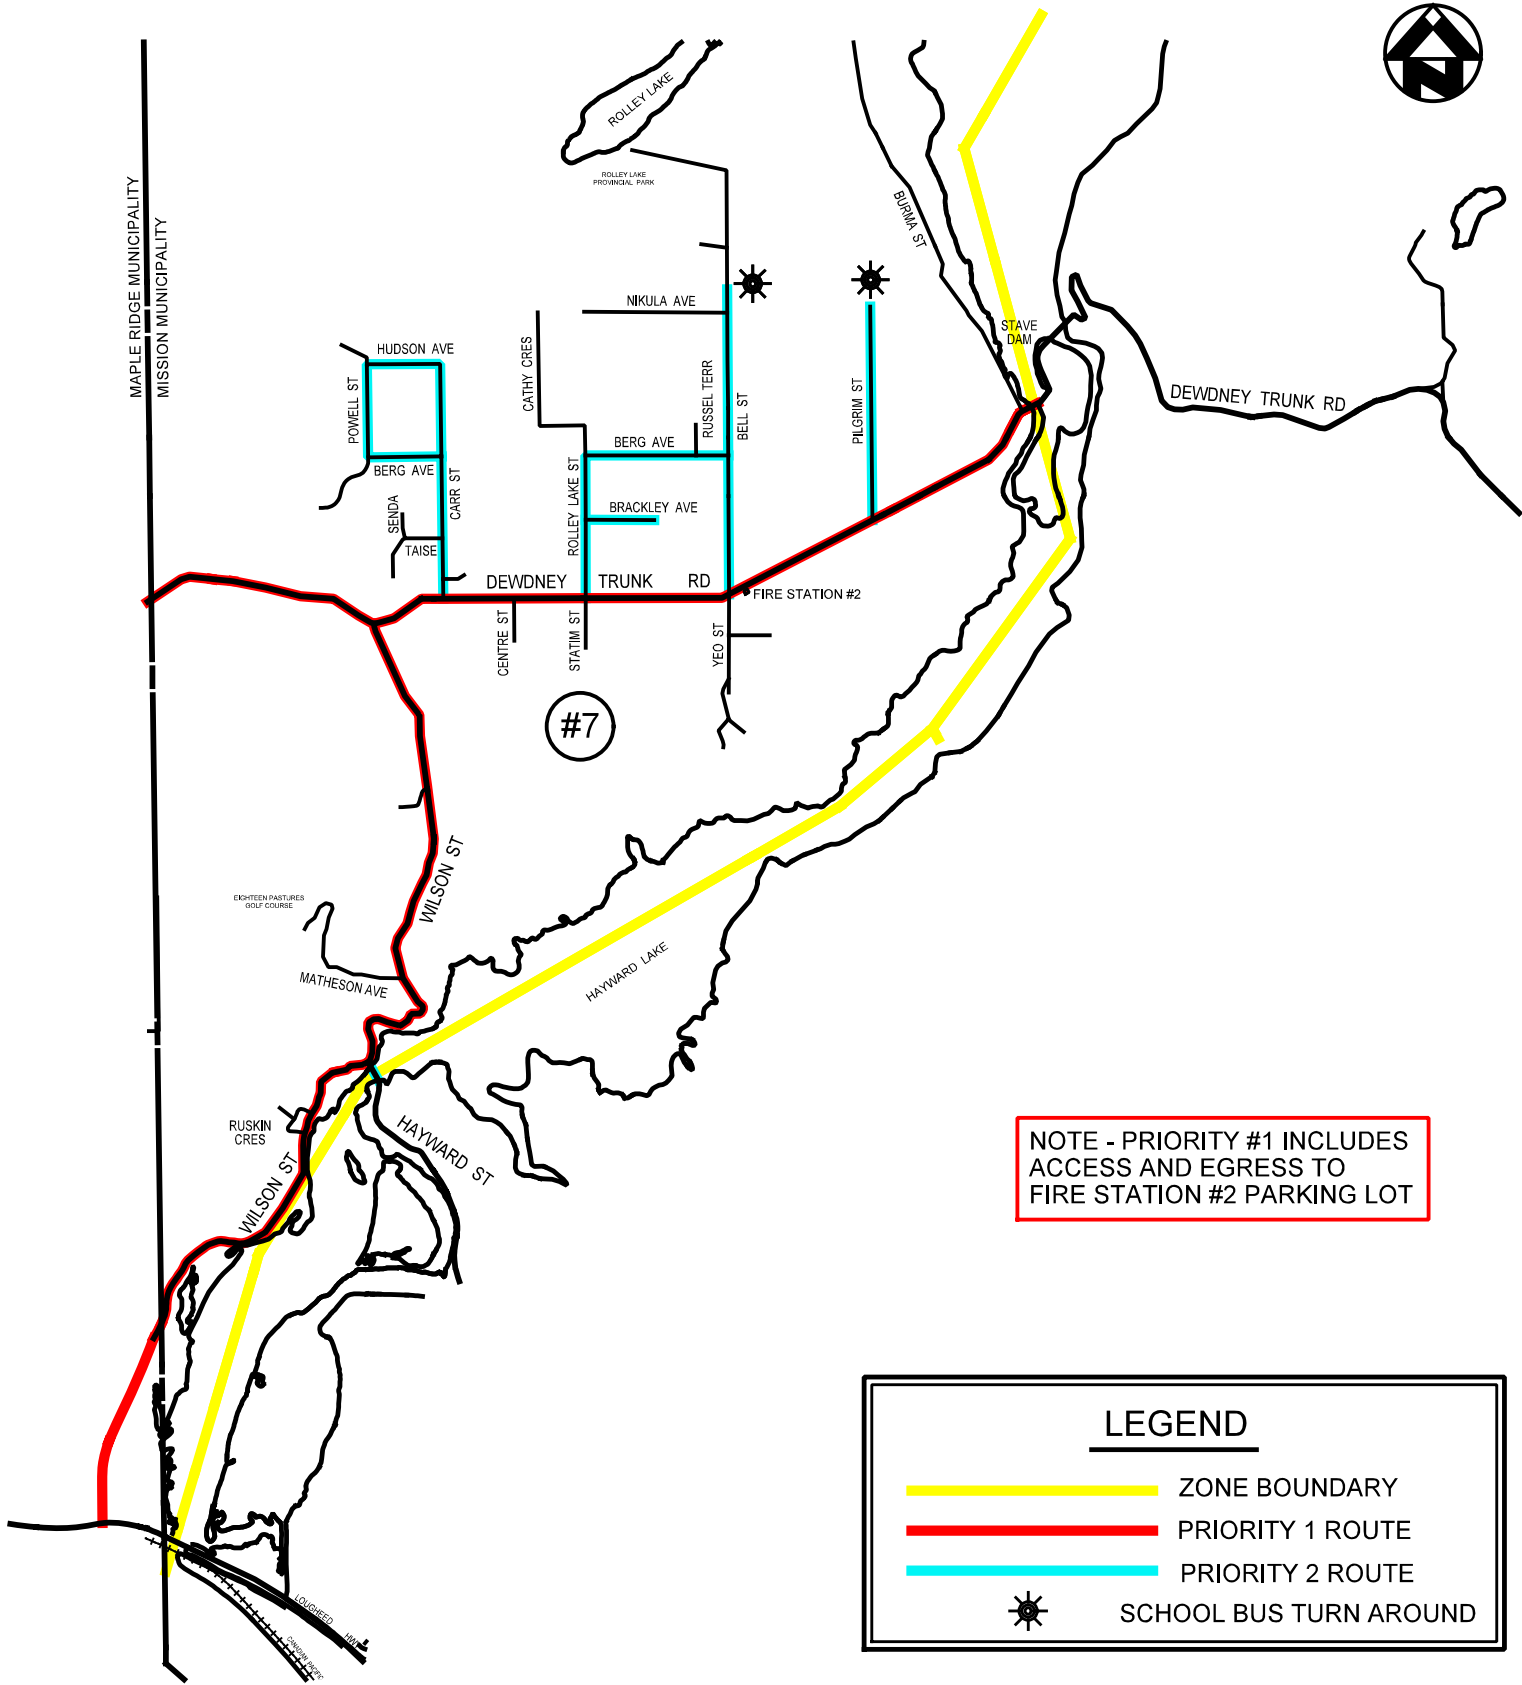 N
ROLLEY LAKE
ROLLEY LAKE
PROVINCIAL PARK
MAPLE RIDGE MUNICIPALITY
MISSION MUNICIPALITY
BURMA ST
NIKULA AVE
STAVE
DAM
HUDSON AVE
POWELL ST
CATHY CRES
RUSSEL TERR
BELL ST
PILGRIM ST
DEWDNEY TRUNK RD
BERG AVE
BERG AVE
CARR ST
SENDA
TAISE
ROLLEY LAKE ST
BRACKLEY AVE
DEWDNEY TRUNK RD
FIRE STATION #2
CENTRE ST
STATIM ST
YEO ST
#7
WILSON ST
EIGHTEEN PASTURES
GOLF COURSE
MATHESON AVE
HAYWARD LAKE
RUSKIN
CRES
HAYWARD ST
WILSON ST
NOTE - PRIORITY #1 INCLUDES
ACCESS AND EGRESS TO
FIRE STATION #2 PARKING LOT
LEGEND
ZONE BOUNDARY
PRIORITY 1 ROUTE
PRIORITY 2 ROUTE
SCHOOL BUS TURN AROUND
LOUGHEED HWY
CANADIAN PACIFIC